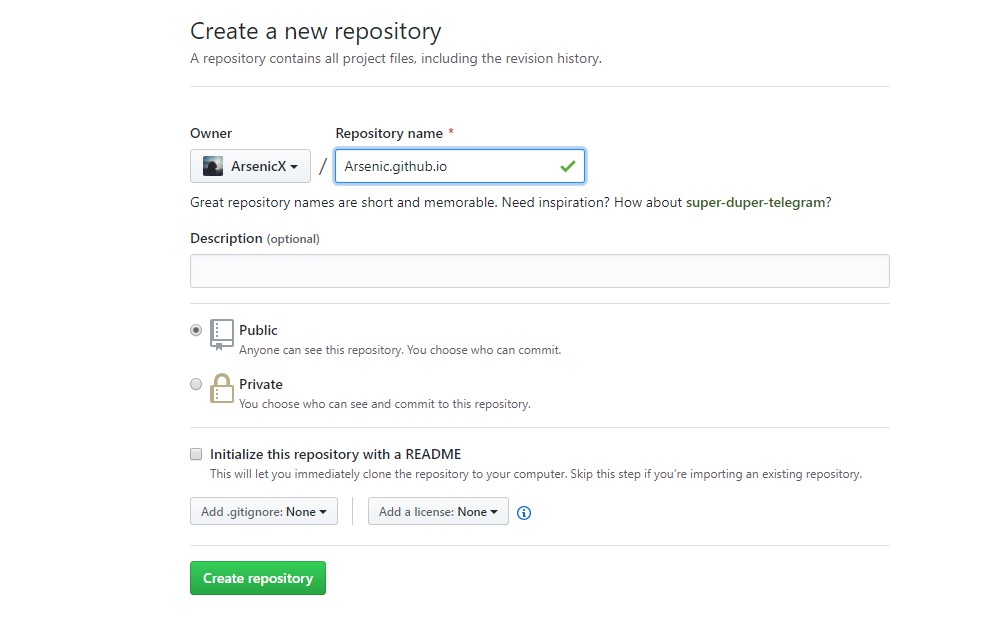 Create a new repository
A repository contains all project files, including the revision history.
Owner
Repository name *
ArsenicX / Arsenic.github.io
Great repository names are short and memorable. Need inspiration? How about super-duper-telegram?
Description (optional)
Public
Anyone can see this repository. You choose who can commit.
Private
You choose who can see and commit to this repository.
Initialize this repository with a README
This will let you immediately clone the repository to your computer. Skip this step if you’re importing an existing repository.
Add .gitignore: None
Add a license: None
Create repository